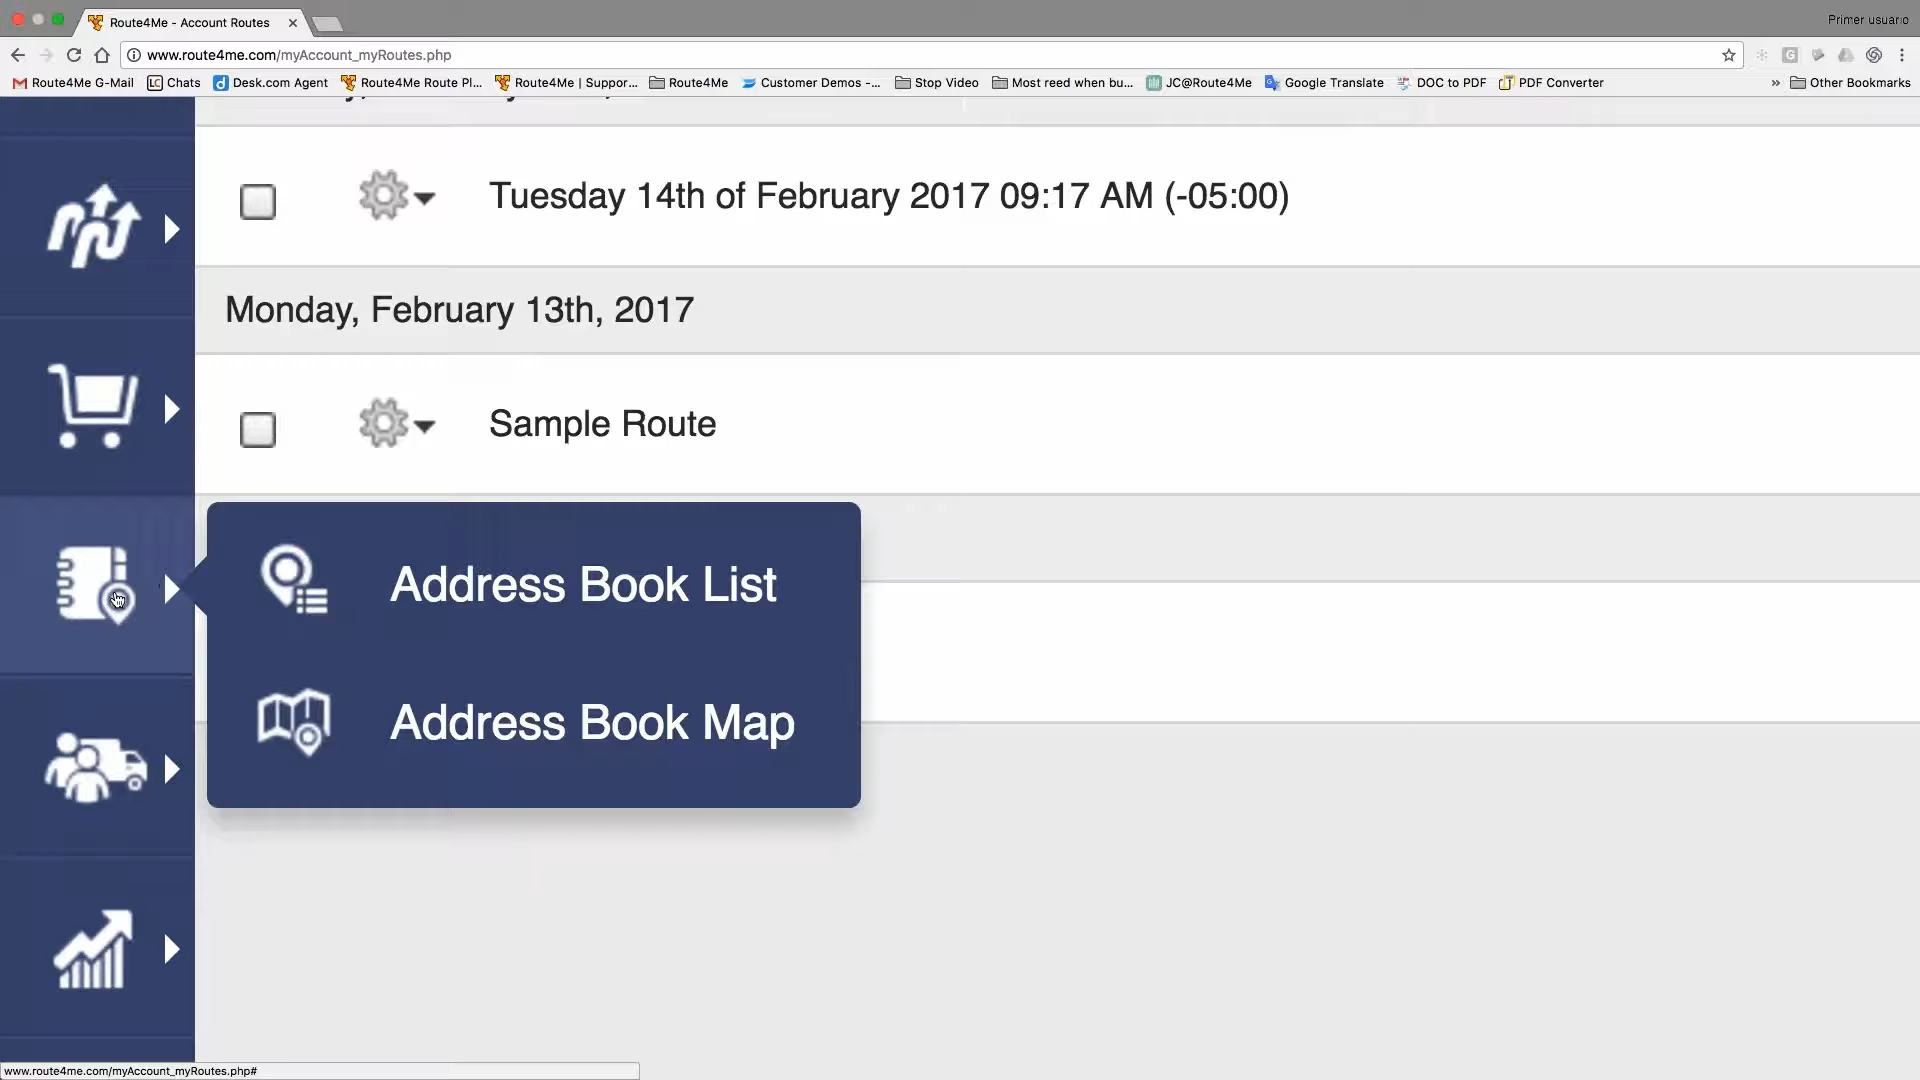 Route4Me - Account Routes
Primer usuario
www.route4me.com/myAccount_myRoutes.php
Route4Me G-Mail
LC Chats
d Desk.com Agent
Route4Me Route Pl...
Route4Me | Suppor...
Route4Me
Customer Demos -...
Stop Video
Most reed when bu...
JC@Route4Me
Google Translate
DOC to PDF
PDF Converter
» Other Bookmarks
Tuesday 14th of February 2017 09:17 AM (-05:00)
Monday, February 13th, 2017
Sample Route
Address Book List
Address Book Map
www.route4me.com/myAccount_myRoutes.php#